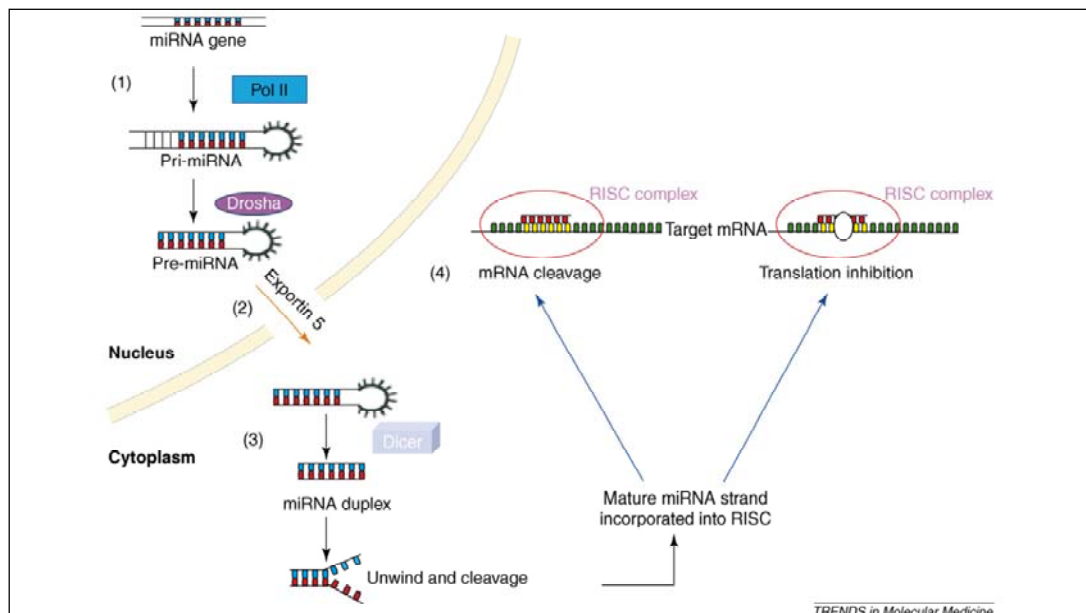 miRNA gene
(1)
Pol II
Pri-miRNA
Drosha
Pre-miRNA
(2)
Exportin 5
Nucleus
Cytoplasm
(3)
Dicer
miRNA duplex
Unwind and cleavage
Mature miRNA strand
incorporated into RISC
RISC complex
RISC complex
Target mRNA
(4)
mRNA cleavage
Translation inhibition
TRENDS in Molecular Medicine